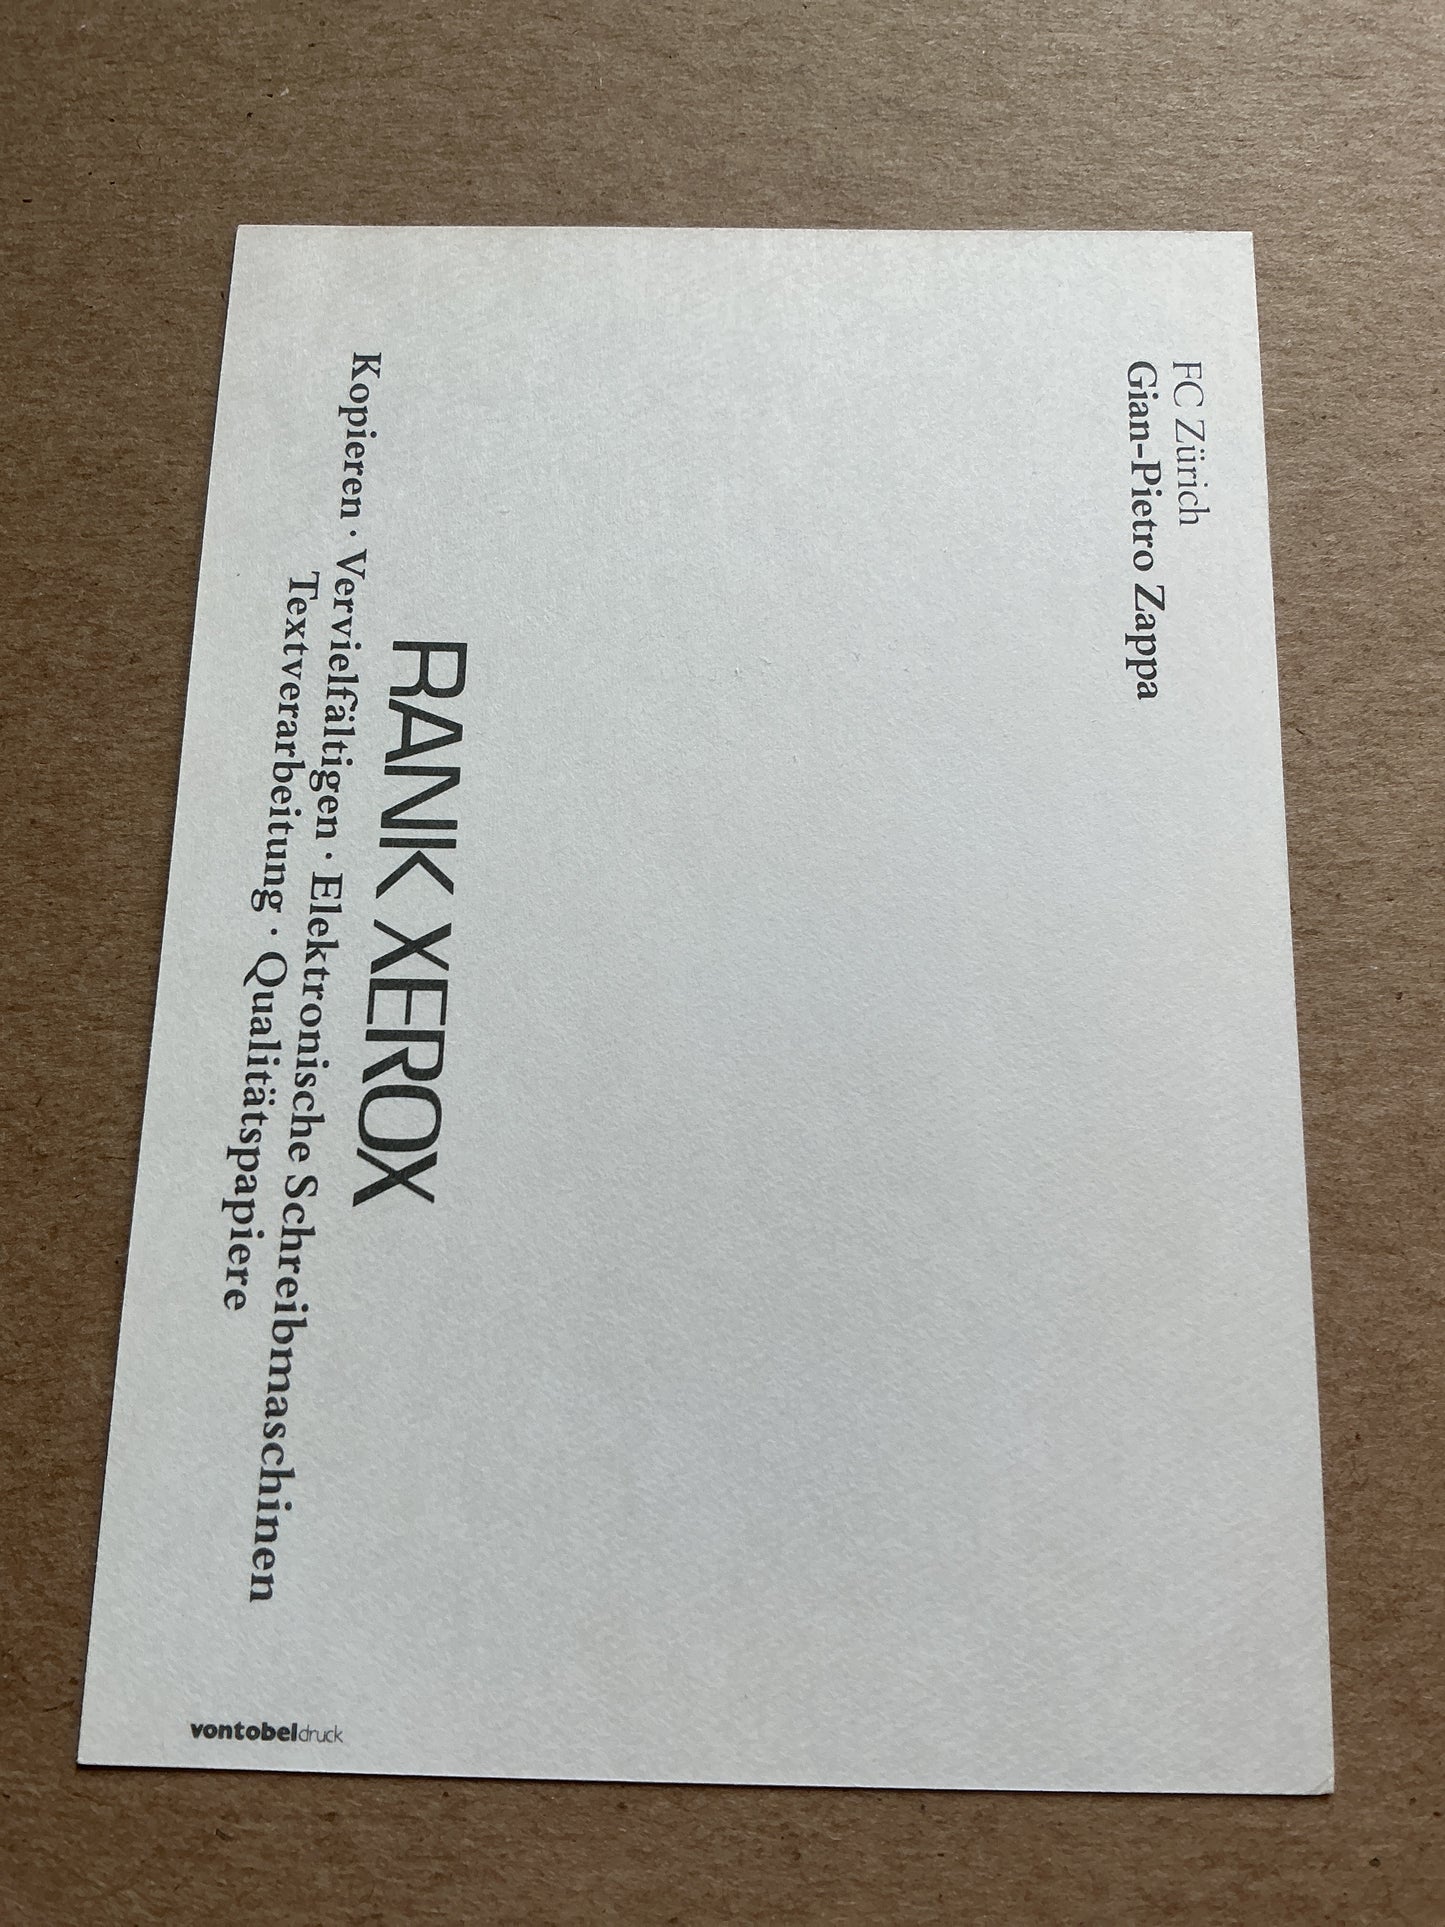 FC Zürich
Gian-Pietro Zappa
RANK XEROX
Kopieren · Vervielfältigen · Elektronische Schreibmaschinen
Textverarbeitung · Qualitätspapiere
vontobeldruck